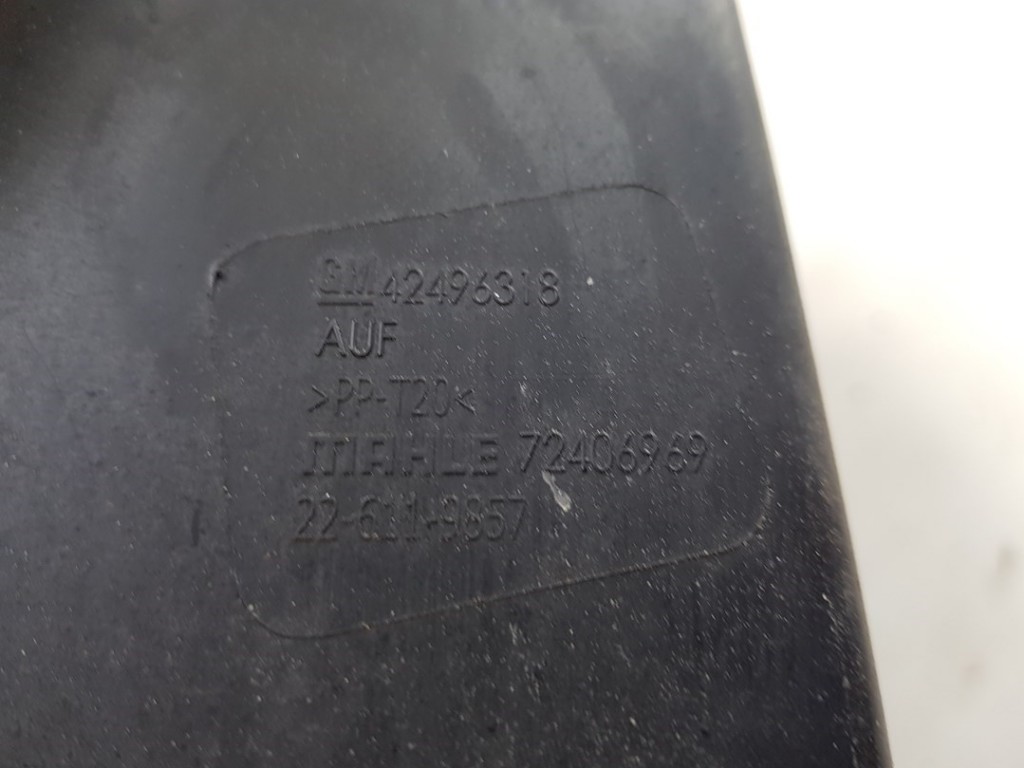 GM 42496318
AUF
>PP-T20<
MAHLE 72406969
22-611-9857